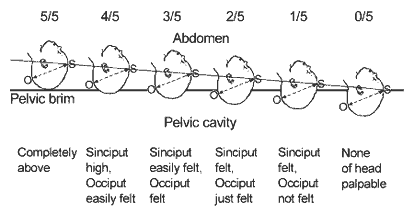 5/5 4/5 3/5 2/5 1/5 0/5
Abdomen
O S O S O S O S O S O S
Pelvic brim
Pelvic cavity
Completely Sinciput Sinciput Sinciput Sinciput None
above high, easily felt, felt, felt, of head
Occiput Occiput Occiput Occiput palpable
easily felt felt just felt not felt